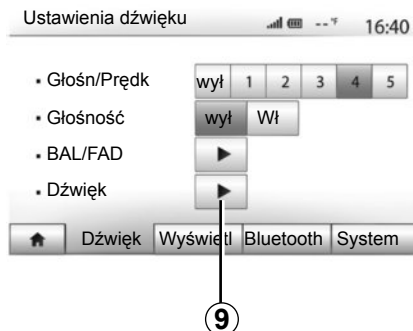 Ustawienia dźwięku --°F 16:40
Głośn/Prędk wył 1 2 3 4 5
Głośność wył Wł
BAL/FAD
Dźwięk
Dźwięk Wyświetl Bluetooth System
9